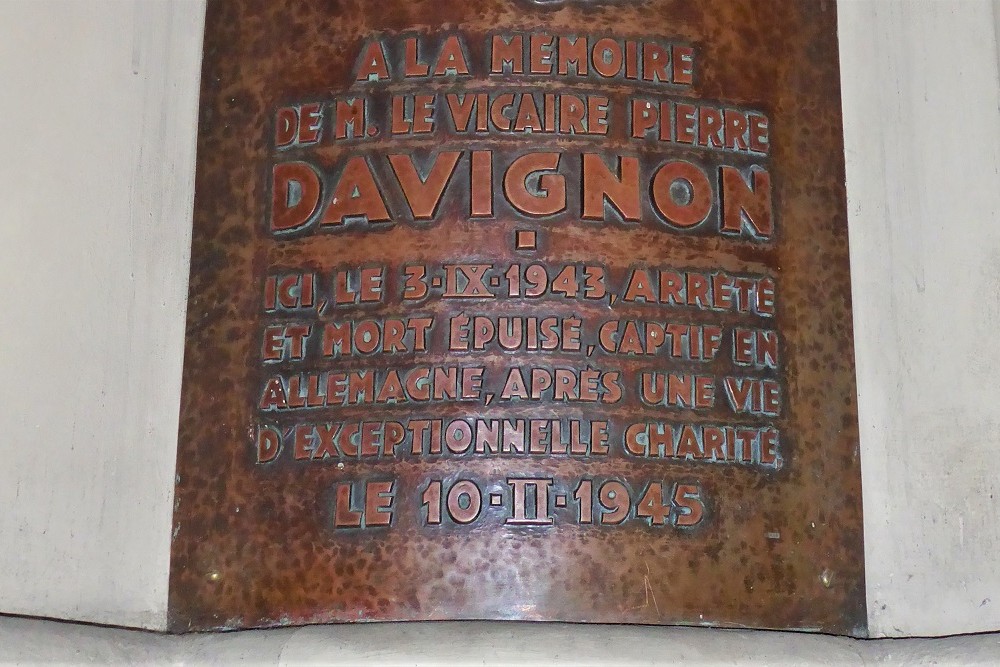 A LA MÉMOIRE
DE M. LE VICAIRE PIERRE
DAVIGNON
ICI, LE 3·IX·1943, ARRÊTÉ
ET MORT ÉPUISÉ, CAPTIF EN
ALLEMAGNE, APRÉS UNE VIE
D'EXCEPTIONNELLE CHARITÉ
LE 10·II·1945